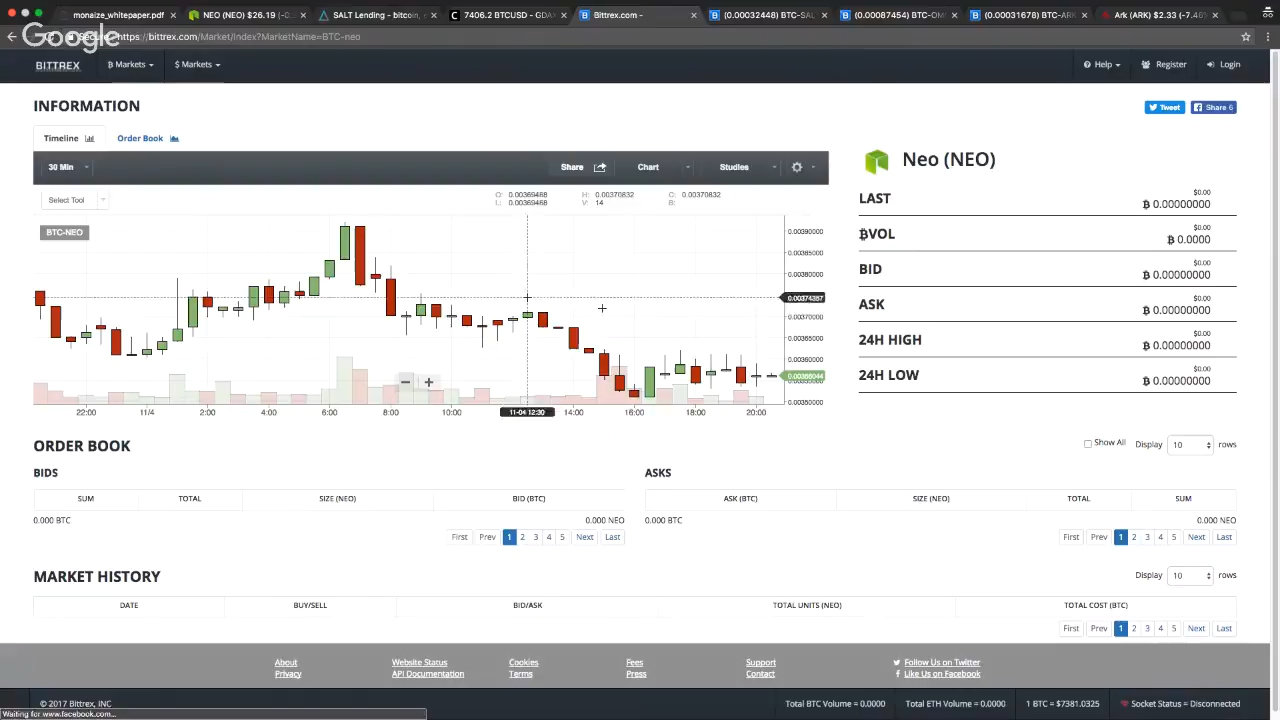 monaize_whitepaper.pdf
NEO (NEO) $26.19 (-0.
SALT Lending - bitcoin,
7406.2 BTCUSD - GDA
Bittrex.com -
(0.00032448) BTC-SAL
(0.00087454) BTC-OM
(0.00031678) BTC-ARK
Ark (ARK) $2.33 (-7.46%
Google
Secure https://bittrex.com/Market/Index?MarketName=BTC-neo
BITTREX
B Markets
$ Markets
Help
Register
Login
INFORMATION
Tweet
Share 6
Timeline
Order Book
30 Min
Share
Chart
Studies
Select Tool
O: 0.00369468 H: 0.00370832 C: 0.00370832
L: 0.00369468 V: 14 B:
BTC-NEO
0.00390000
0.00385000
0.00380000
0.00374357
0.00370000
0.00365000
0.00360000
0.00350000
22:00 11/4 2:00 4:00 6:00 8:00 10:00 11-04 12:30 14:00 16:00 18:00 20:00
Neo (NEO)
LAST
$0.00
฿ 0.00000000
฿VOL
$0.00
฿ 0.0000
BID
$0.00
฿ 0.00000000
ASK
$0.00
฿ 0.00000000
24H HIGH
$0.00
฿ 0.00000000
24H LOW
$0.00
฿ 0.00000000
ORDER BOOK
Show All Display 10 rows
BIDS
SUM TOTAL SIZE (NEO) BID (BTC)
0.000 BTC 0.000 NEO
First Prev 1 2 3 4 5 Next Last
ASKS
ASK (BTC) SIZE (NEO) TOTAL SUM
0.000 BTC 0.000 NEO
First Prev 1 2 3 4 5 Next Last
MARKET HISTORY
Display 10 rows
DATE BUY/SELL BID/ASK TOTAL UNITS (NEO) TOTAL COST (BTC)
First Prev 1 2 3 4 5 Next Last
About Website Status Cookies Fees Support Follow Us on Twitter
Privacy API Documentation Terms Press Contact Like Us on Facebook
© 2017 Bittrex, INC
Total BTC Volume = 0.0000
Total ETH Volume = 0.0000
1 BTC = $7381.0325
Socket Status = Disconnected
Waiting for www.facebook.com...